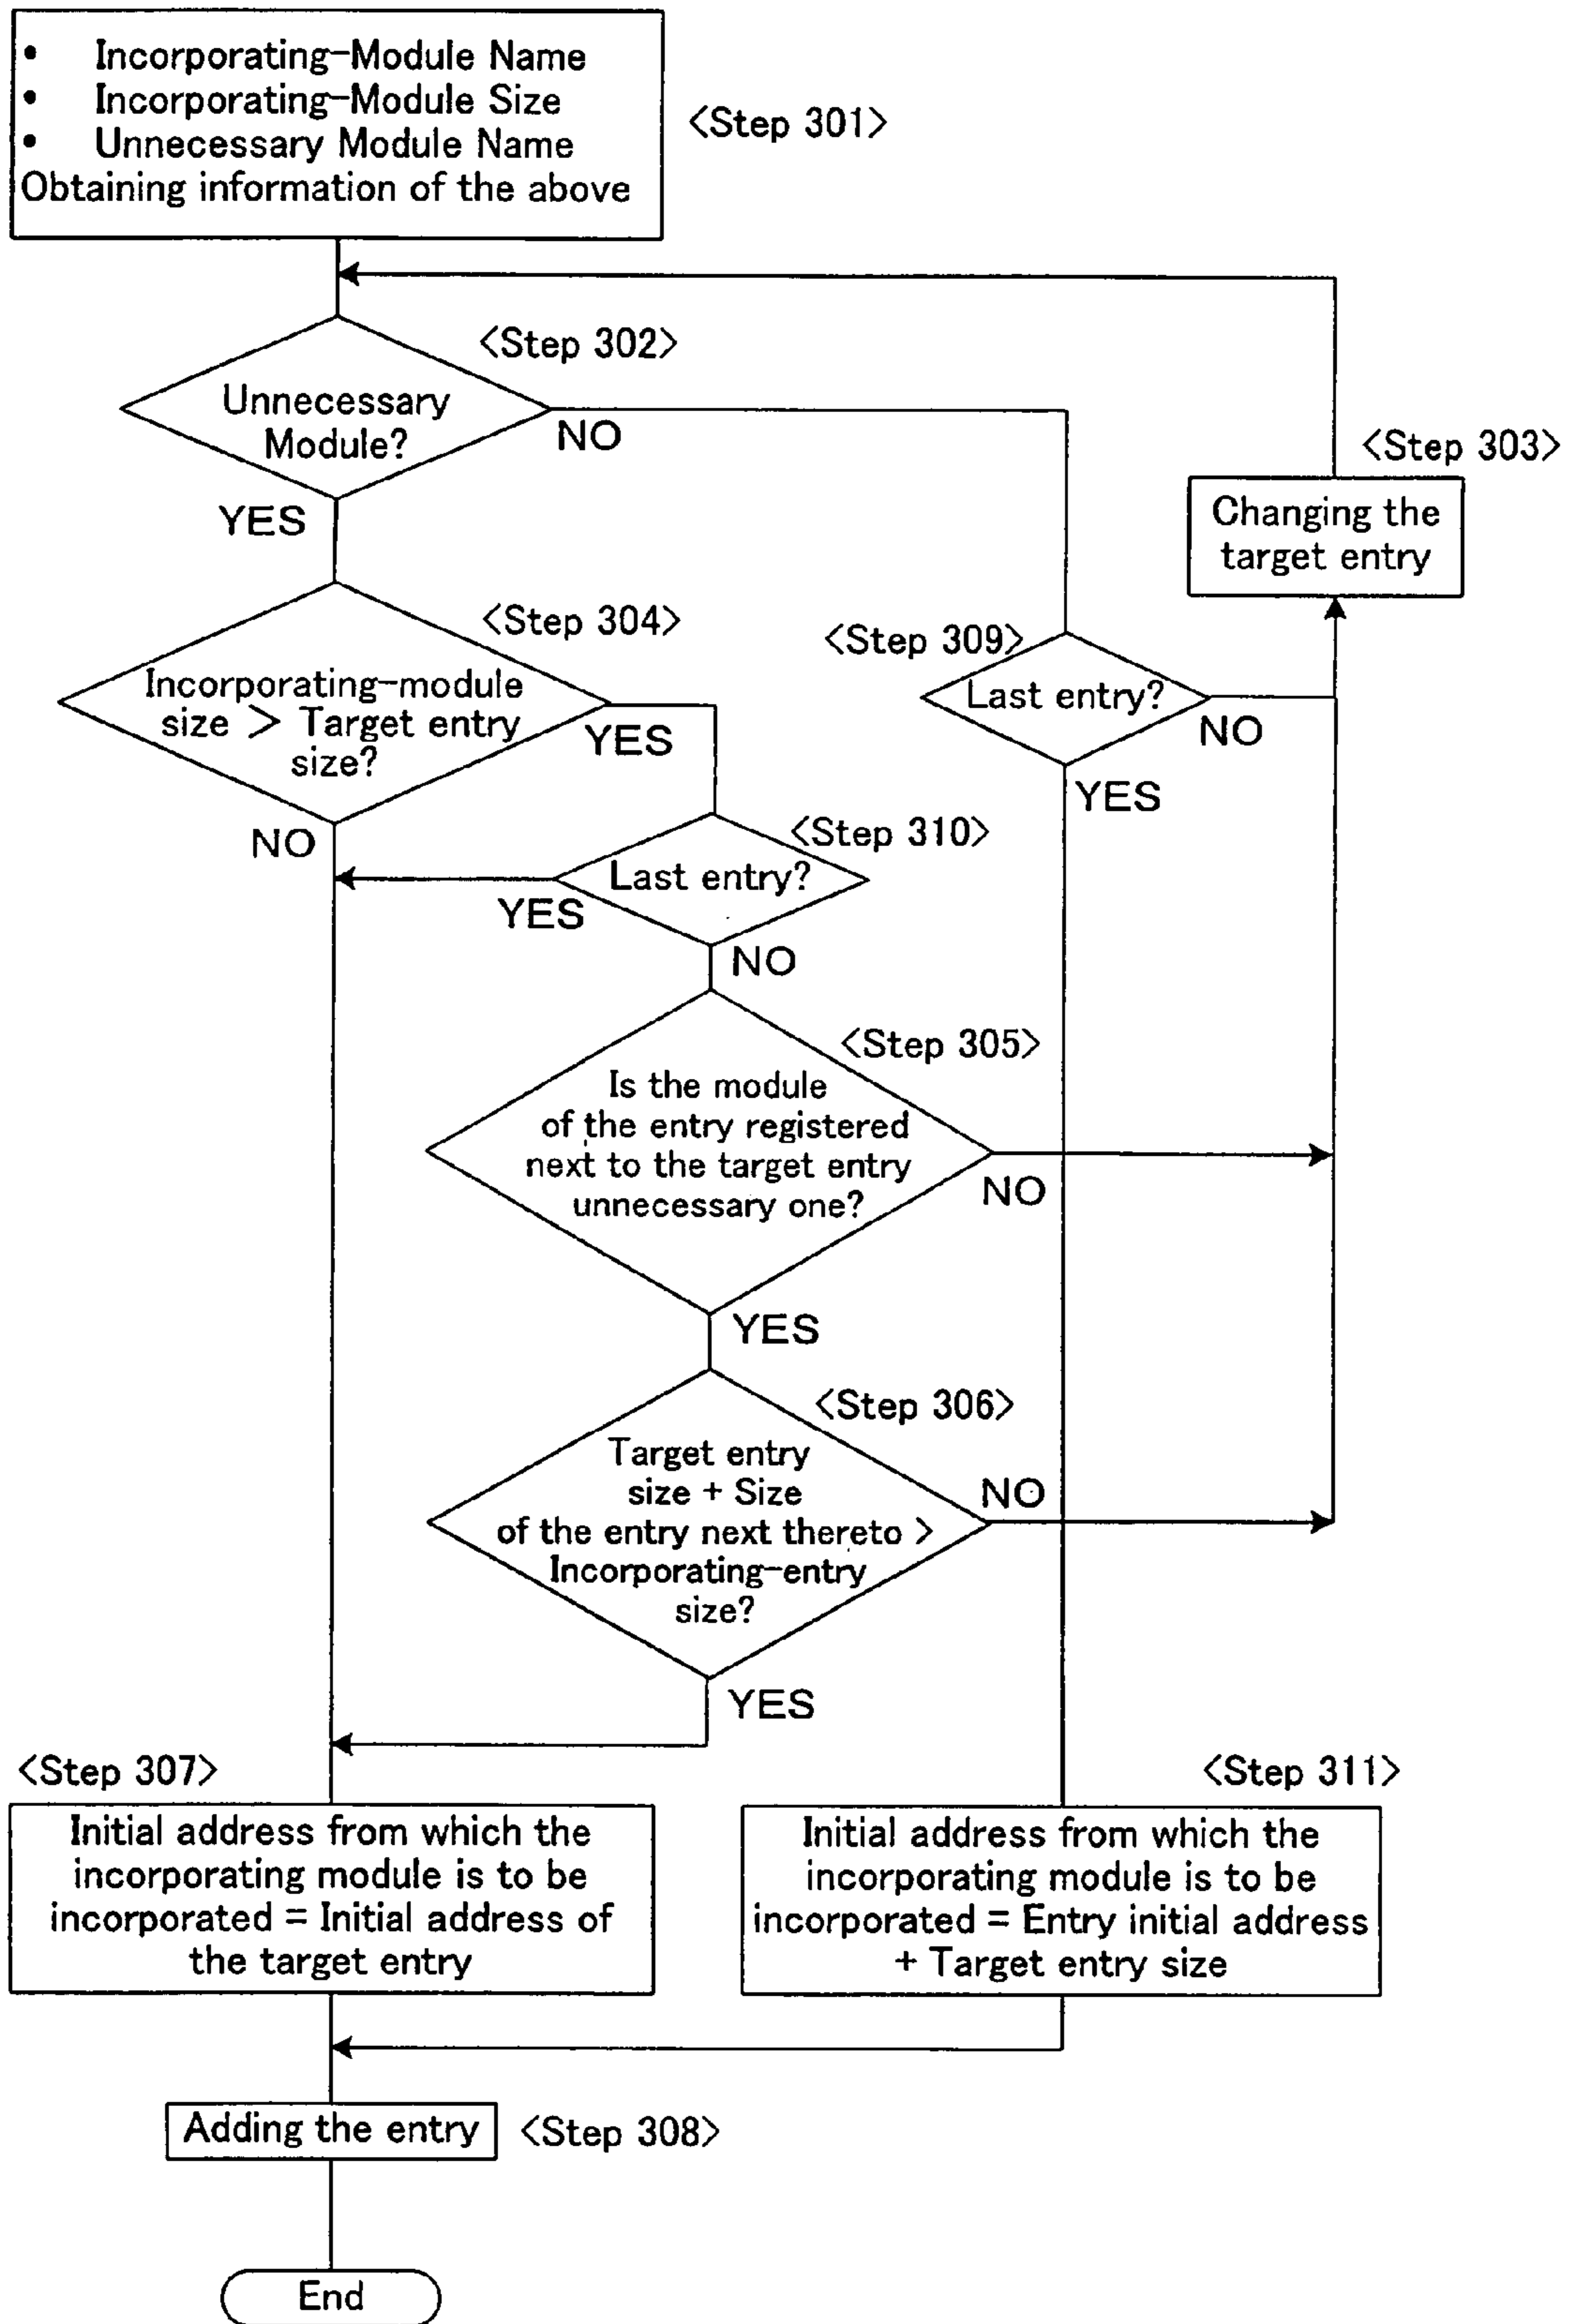 • Incorporating-Module Name
• Incorporating-Module Size
• Unnecessary Module Name
Obtaining information of the above
<Step 301>
<Step 302>
Unnecessary
Module?
NO
YES
<Step 303>
Changing the
target entry
<Step 304>
Incorporating-module
size > Target entry
size?
YES
NO
<Step 309>
Last entry?
NO
YES
<Step 310>
Last entry?
YES
NO
<Step 305>
Is the module
of the entry registered
next to the target entry
unnecessary one?
NO
YES
<Step 306>
Target entry
size + Size
of the entry next thereto >
Incorporating-entry
size?
NO
YES
<Step 307>
Initial address from which the
incorporating module is to be
incorporated = Initial address of
the target entry
<Step 311>
Initial address from which the
incorporating module is to be
incorporated = Entry initial address
+ Target entry size
Adding the entry
<Step 308>
End